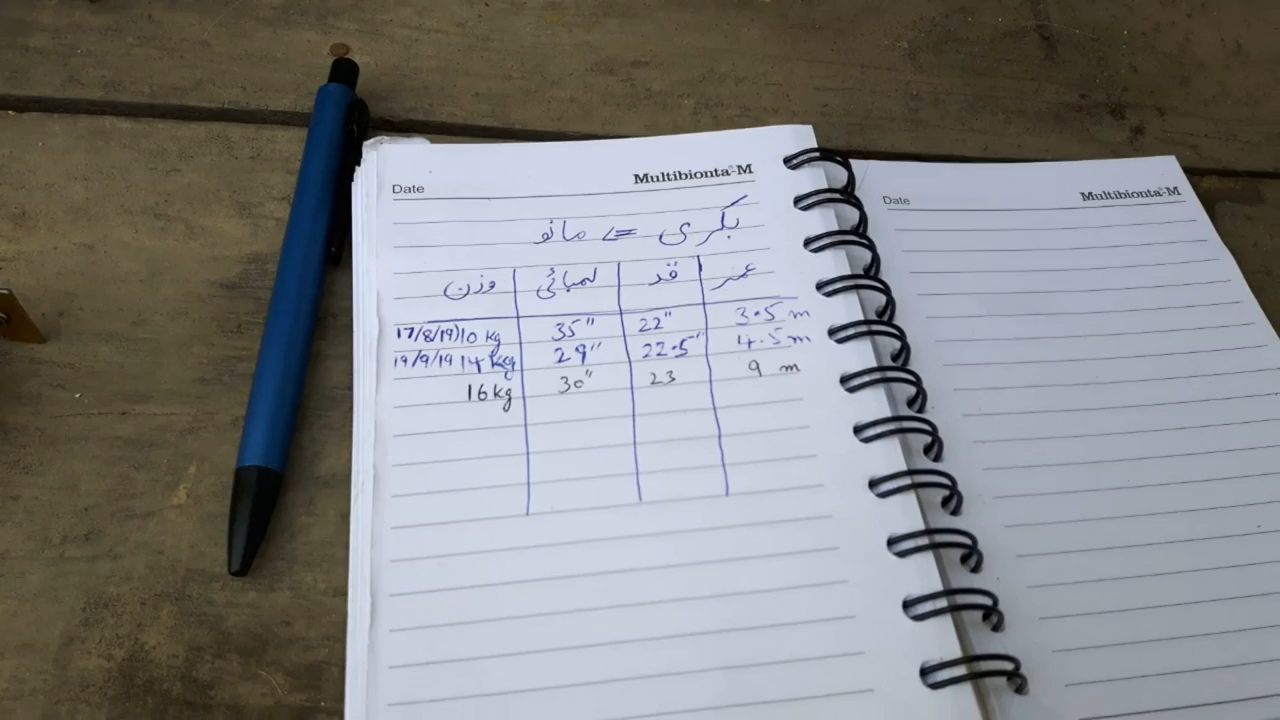 Date Multibionta®-M
بکری => مانو
عمر قد لمبائی وزن
17/8/19) 10 kg 35" 22" 3.5 m
19/9/19 14 kg 29" 22.5" 4.5 m
16 kg 30" 23 9 m
Date Multibionta®-M